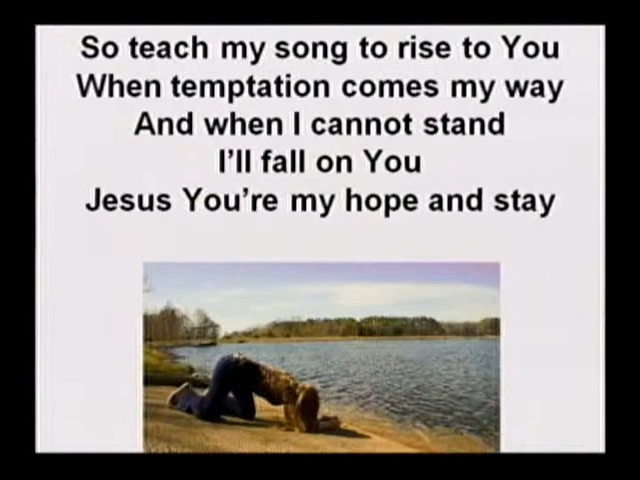 So teach my song to rise to You
When temptation comes my way
And when I cannot stand
I'll fall on You
Jesus You're my hope and stay